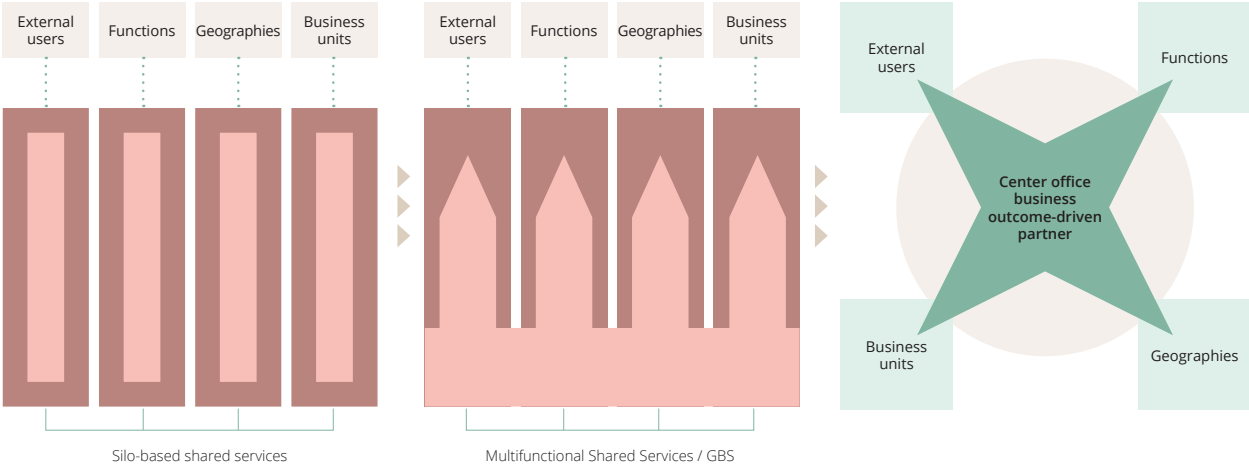 External
users
Functions
Geographies
Business
units
Silo-based shared services
External
users
Functions
Geographies
Business
units
Multifunctional Shared Services / GBS
External
users
Functions
Center office
business
outcome-driven
partner
Business
units
Geographies